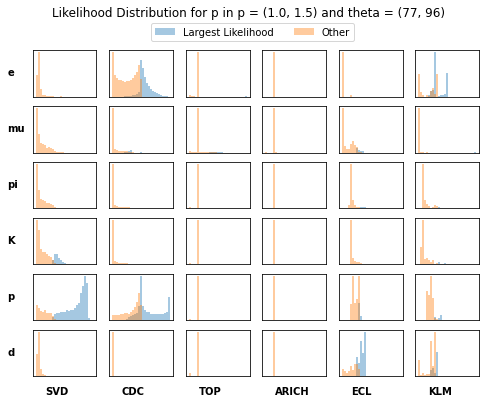 Likelihood Distribution for p in p = (1.0, 1.5) and theta = (77, 96)
Largest Likelihood Other
e
mu
pi
K
p
d
SVD CDC TOP ARICH ECL KLM